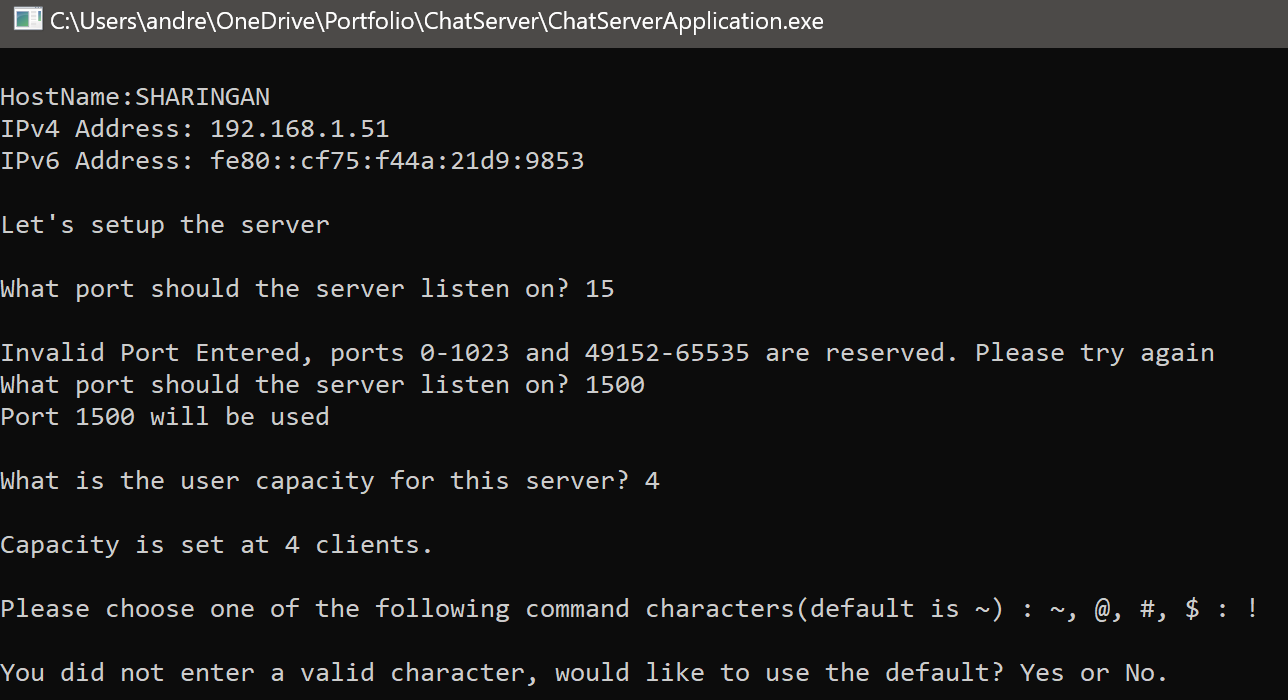 C:\Users\andre\OneDrive\Portfolio\ChatServer\ChatServerApplication.exe
HostName:SHARINGAN
IPv4 Address: 192.168.1.51
IPv6 Address: fe80::cf75:f44a:21d9:9853
Let's setup the server
What port should the server listen on? 15
Invalid Port Entered, ports 0-1023 and 49152-65535 are reserved. Please try again
What port should the server listen on? 1500
Port 1500 will be used
What is the user capacity for this server? 4
Capacity is set at 4 clients.
Please choose one of the following command characters(default is ~) : ~, @, #, $ : !
You did not enter a valid character, would like to use the default? Yes or No.